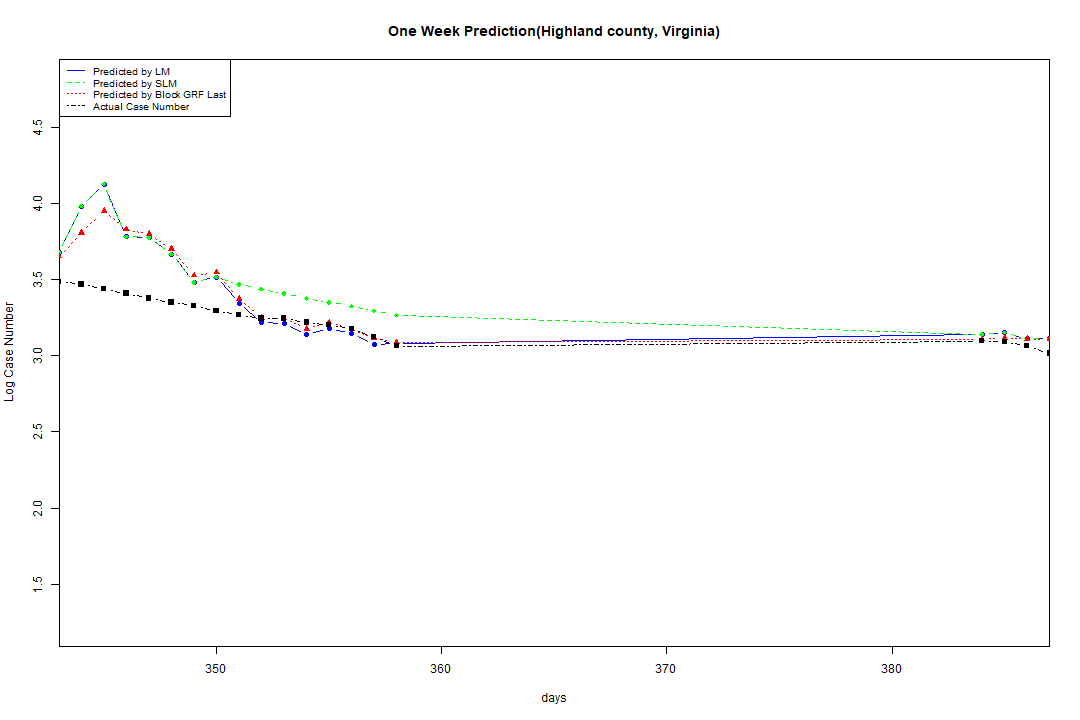 One Week Prediction(Highland county, Virginia)
Predicted by LM
Predicted by SLM
Predicted by Block GRF Last
Actual Case Number
4.5
4.0
3.5
3.0
2.5
2.0
1.5
Log Case Number
350
360
370
380
days